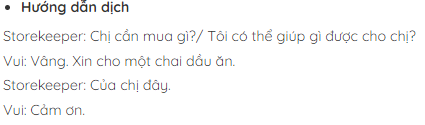 • Hướng dẫn dịch
Storekeeper: Chị cần mua gì?/ Tôi có thể giúp gì được cho chị?
Vui: Vâng. Xin cho một chai dầu ăn.
Storekeeper: Của chị đây.
Vui: Cảm ơn.